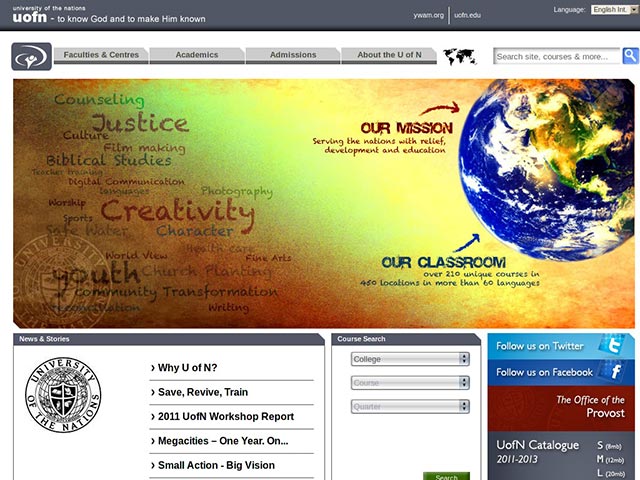 university of the nations
uofn - to know God and to make Him known
ywam.org
uofn.edu
Language:
English Int.
Faculties & Centres
Academics
Admissions
About the U of N
Search site, courses & more...
Counseling
Justice
Culture
Film making
Biblical Studies
Teacher training
Digital Communication
languages
Photography
Worship
Creativity
Sports
Safe Water
Character
Health Care
World View
Fine Arts
youth
Church Planting
Community Transformation
reconciliation
Writing
OUR MISSION
Serving the nations with relief,
development and education
OUR CLASSROOM
over 210 unique courses in
450 locations in more than 60 languages
News & Stories
UNIVERSITY
OF THE NATIONS
› Why U of N?
› Save, Revive, Train
› 2011 UofN Workshop Report
› Megacities – One Year. On...
› Small Action - Big Vision
Course Search
College
Course
Quarter
Search
Follow us on Twitter
Follow us on Facebook
The Office of the
Provost
UofN Catalogue
2011-2013
S (8mb)
M (12mb)
L (20mb)